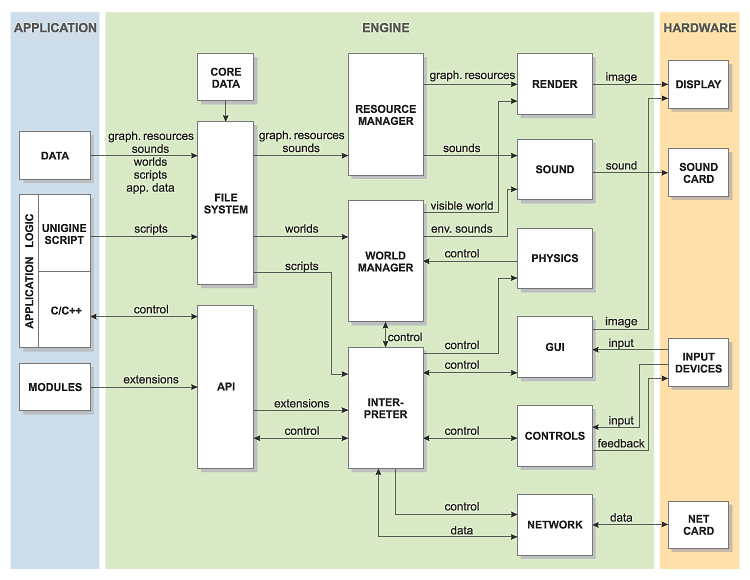 APPLICATION
ENGINE
HARDWARE
CORE
DATA
RESOURCE
MANAGER
graph. resources
RENDER
image
DISPLAY
DATA
graph. resources
sounds
worlds
scripts
app. data
FILE
SYSTEM
graph. resources
sounds
sounds
SOUND
sound
SOUND
CARD
APPLICATION LOGIC
UNIGINE
SCRIPT
scripts
worlds
scripts
WORLD
MANAGER
visible world
env. sounds
control
PHYSICS
C/C++
control
API
control
image
GUI
input
INPUT
DEVICES
MODULES
extensions
extensions
control
INTER-
PRETER
control
control
control
CONTROLS
input
feedback
control
data
NETWORK
data
NET
CARD